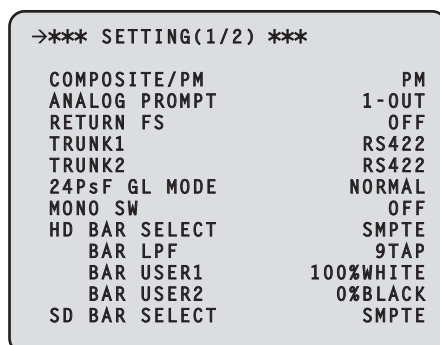 →*** SETTING(1/2) ***
COMPOSITE/PM PM
ANALOG PROMPT 1-OUT
RETURN FS OFF
TRUNK1 RS422
TRUNK2 RS422
24PsF GL MODE NORMAL
MONO SW OFF
HD BAR SELECT SMPTE
BAR LPF 9TAP
BAR USER1 100%WHITE
BAR USER2 0%BLACK
SD BAR SELECT SMPTE